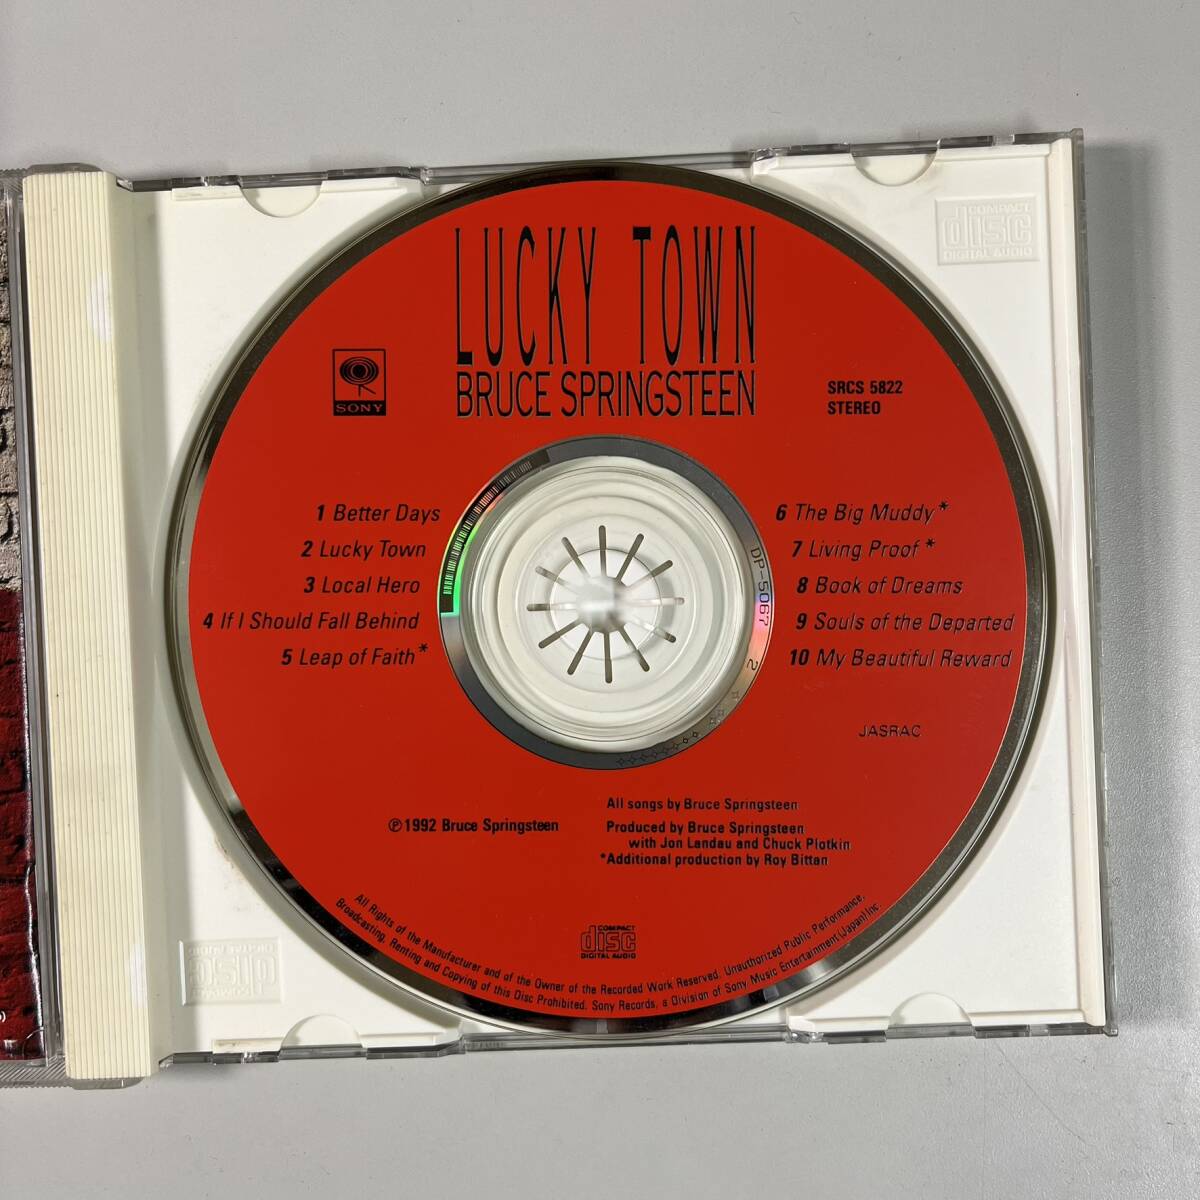 LUCKY TOWN
BRUCE SPRINGSTEEN
SONY
SRCS 5822
STEREO
COMPACT
disc
DIGITAL AUDIO
1 Better Days
2 Lucky Town
3 Local Hero
4 If I Should Fall Behind
5 Leap of Faith*
6 The Big Muddy*
7 Living Proof*
8 Book of Dreams
9 Souls of the Departed
10 My Beautiful Reward
DP-5067 2
JASRAC
℗1992 Bruce Springsteen
All songs by Bruce Springsteen
Produced by Bruce Springsteen
with Jon Landau and Chuck Plotkin
*Additional production by Roy Bittan
COMPACT
disc
DIGITAL AUDIO
All Rights of the Manufacturer and of the Owner of the Recorded Work Reserved. Unauthorized Public Performance,
Broadcasting, Renting and Copying of this Disc Prohibited. Sony Records, a Division of Sony Music Entertainment (Japan) Inc.
COMPACT
disc
DIGITAL AUDIO